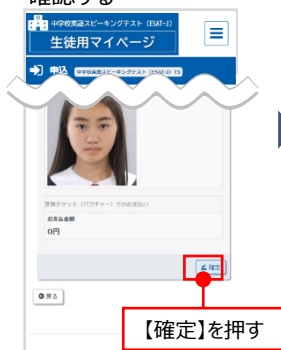 確認する
中学校英語スピーキングテスト (ESAT-J)
生徒用マイページ
申込 中学校英語スピーキングテスト (ESAT-J) YS
受験チケット (バウチャー) でのお支払い
お支払金額
0円
確定
戻る
【確定】を押す